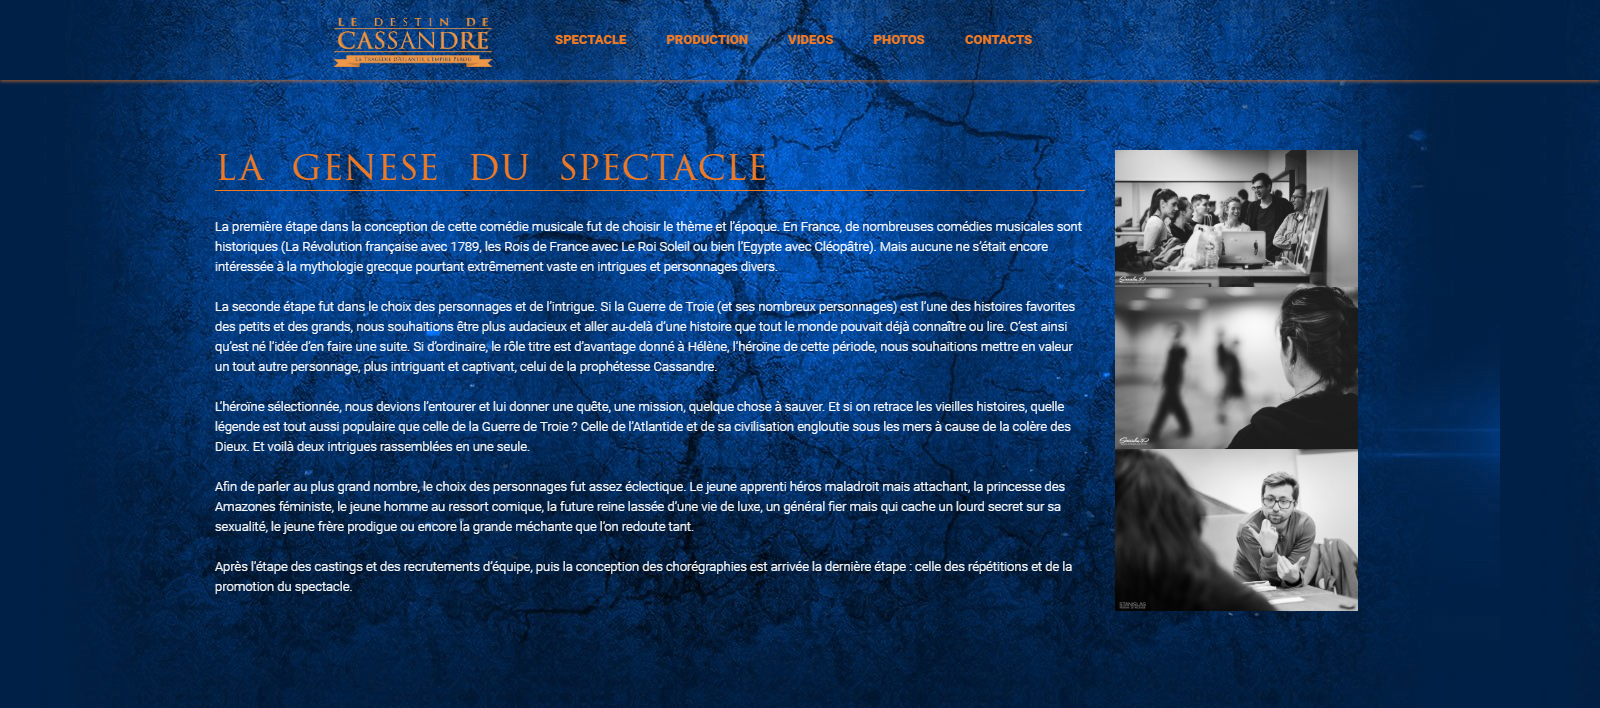 LE DESTIN DE
CASSANDRE
LA TRAGÉDIE D'ATLANTIS, L'EMPIRE PERDU
SPECTACLE
PRODUCTION
VIDEOS
PHOTOS
CONTACTS
LA GENESE DU SPECTACLE
La première étape dans la conception de cette comédie musicale fut de choisir le thème et l’époque. En France, de nombreuses comédies musicales sont
historiques (La Révolution française avec 1789, les Rois de France avec Le Roi Soleil ou bien l’Egypte avec Cléopâtre). Mais aucune ne s’était encore
intéressée à la mythologie grecque pourtant extrêmement vaste en intrigues et personnages divers.
La seconde étape fut dans le choix des personnages et de l’intrigue. Si la Guerre de Troie (et ses nombreux personnages) est l’une des histoires favorites
des petits et des grands, nous souhaitions être plus audacieux et aller au-delà d’une histoire que tout le monde pouvait déjà connaître ou lire. C’est ainsi
qu’est né l’idée d’en faire une suite. Si d’ordinaire, le rôle titre est d’avantage donné à Hélène, l’héroïne de cette période, nous souhaitions mettre en valeur
un tout autre personnage, plus intriguant et captivant, celui de la prophétesse Cassandre.
L’héroïne sélectionnée, nous devions l’entourer et lui donner une quête, une mission, quelque chose à sauver. Et si on retrace les vieilles histoires, quelle
légende est tout aussi populaire que celle de la Guerre de Troie ? Celle de l’Atlantide et de sa civilisation engloutie sous les mers à cause de la colère des
Dieux. Et voilà deux intrigues rassemblées en une seule.
Afin de parler au plus grand nombre, le choix des personnages fut assez éclectique. Le jeune apprenti héros maladroit mais attachant, la princesse des
Amazones féministe, le jeune homme au ressort comique, la future reine lassée d’une vie de luxe, un général fier mais qui cache un lourd secret sur sa
sexualité, le jeune frère prodigue ou encore la grande méchante que l’on redoute tant.
Après l’étape des castings et des recrutements d’équipe, puis la conception des chorégraphies est arrivée la dernière étape : celle des répétitions et de la
promotion du spectacle.